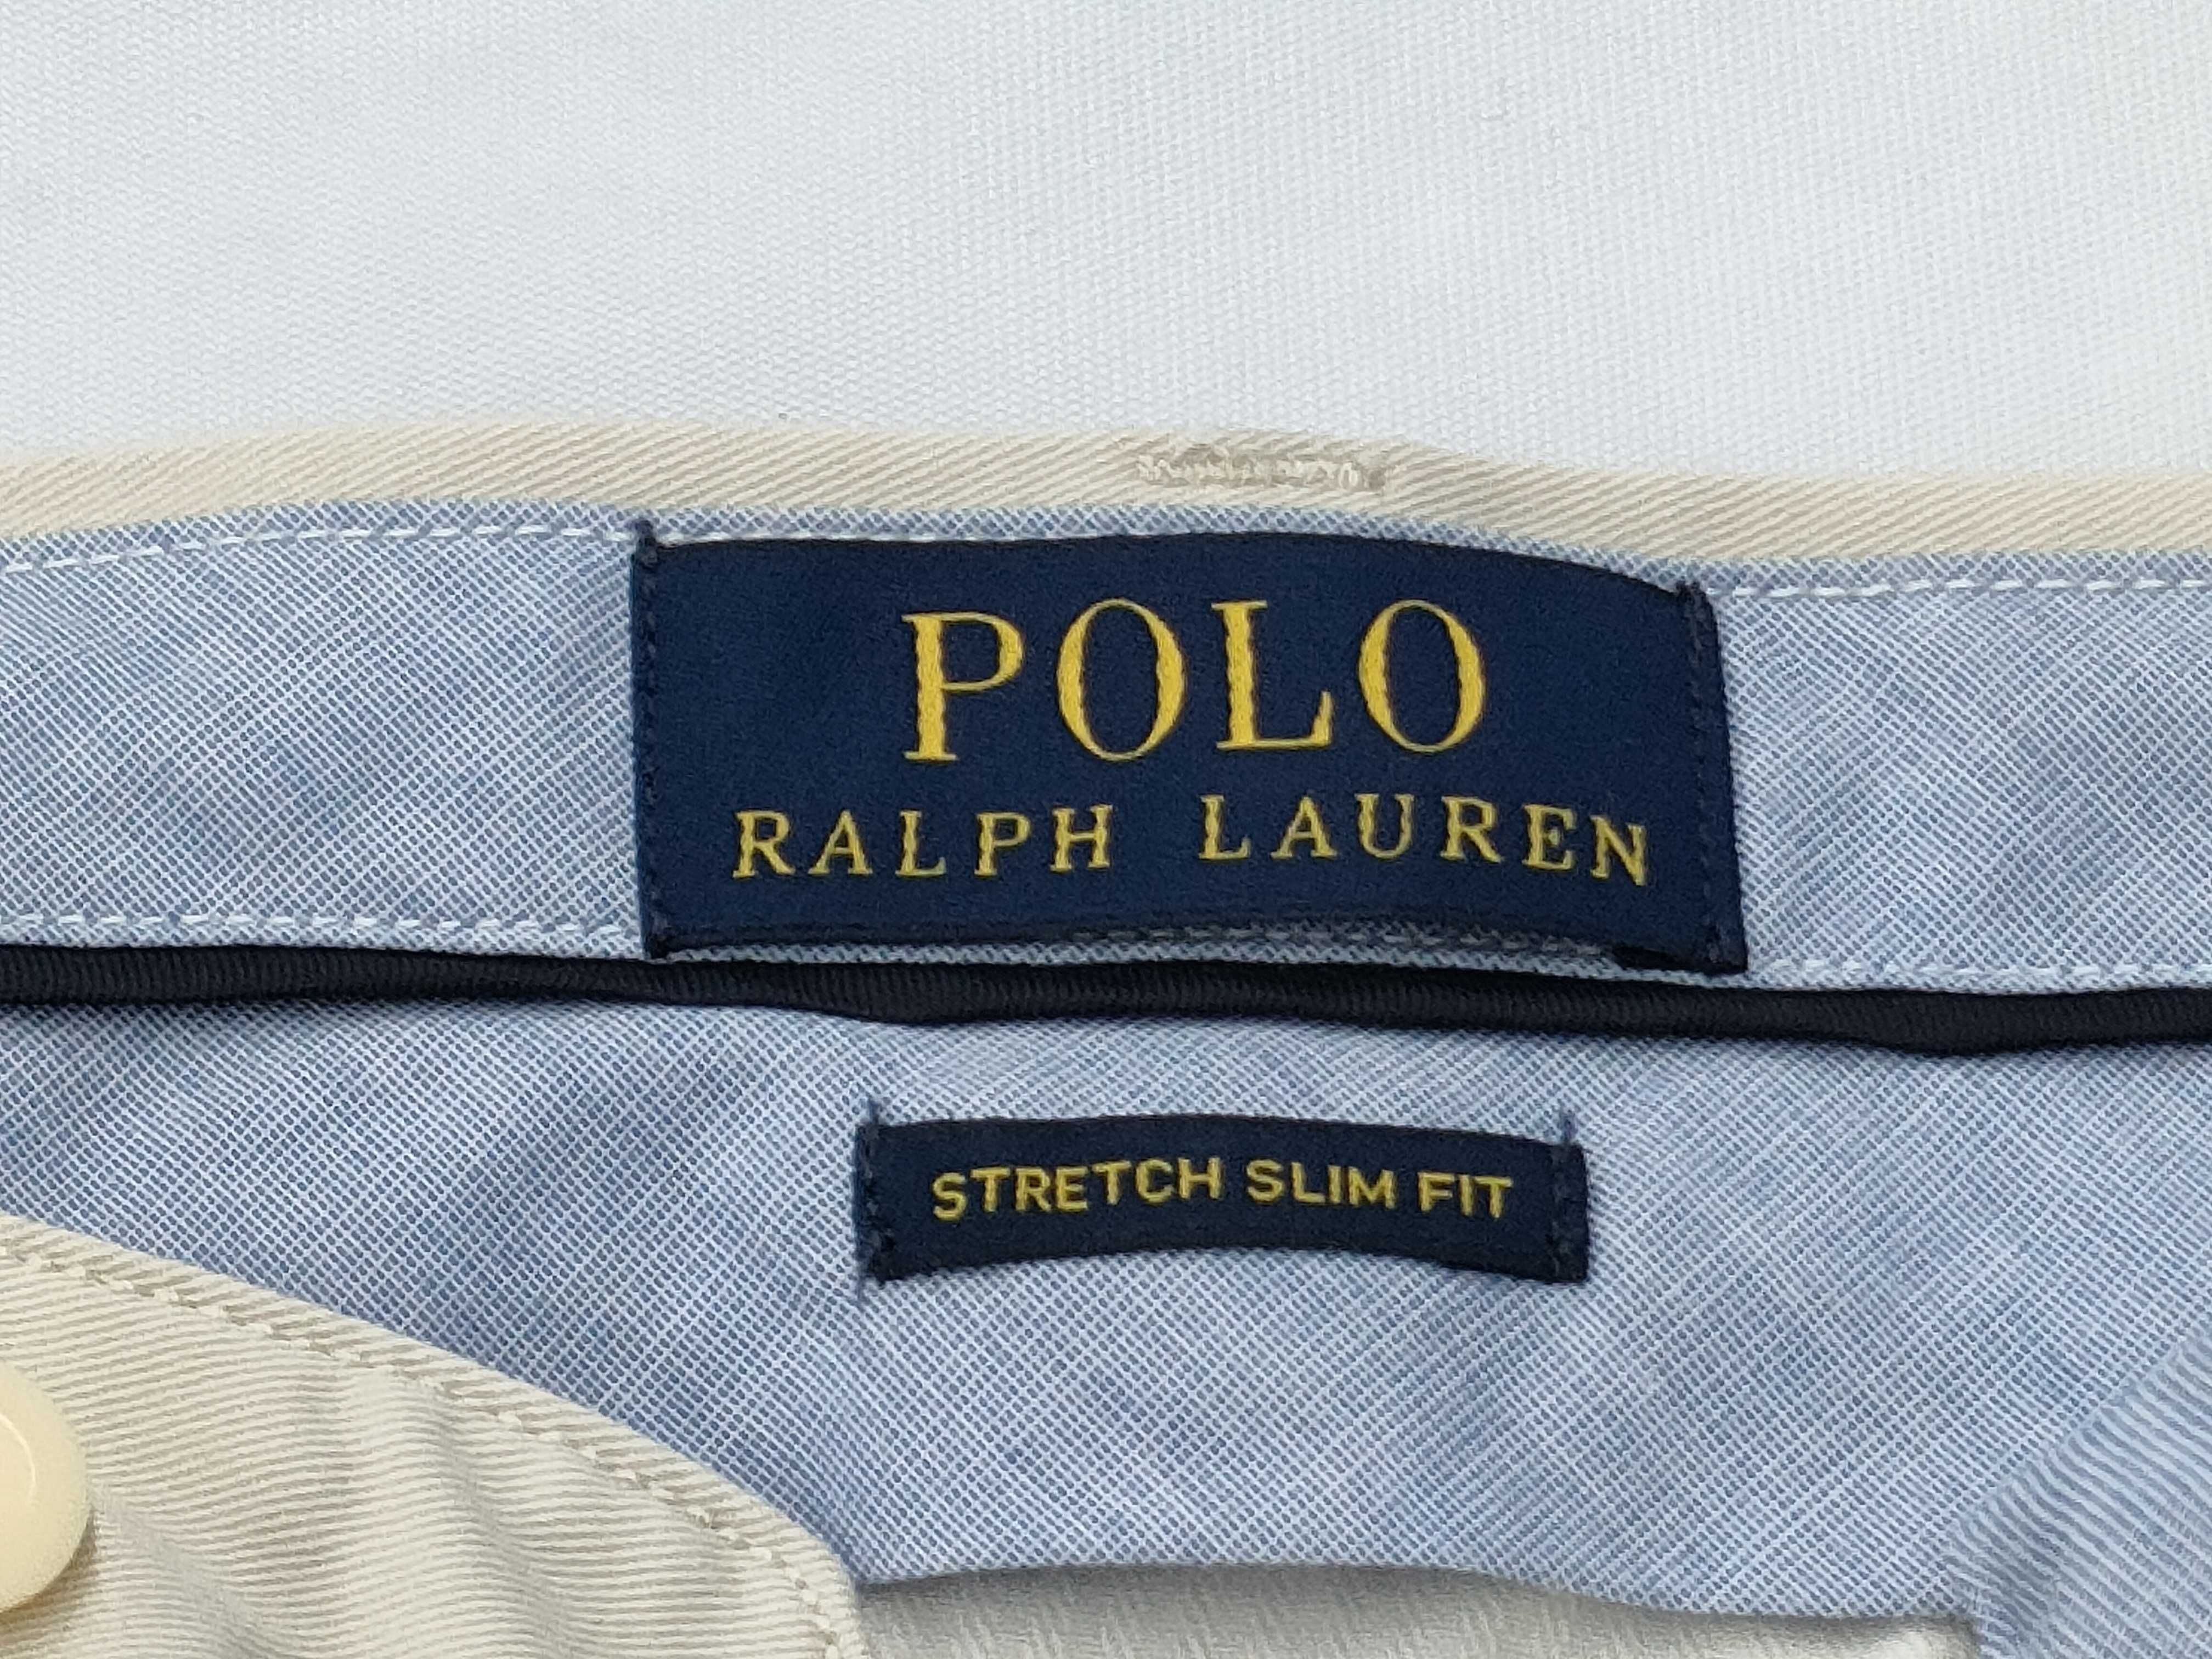 POLO
RALPH LAUREN
STRETCH SLIM FIT